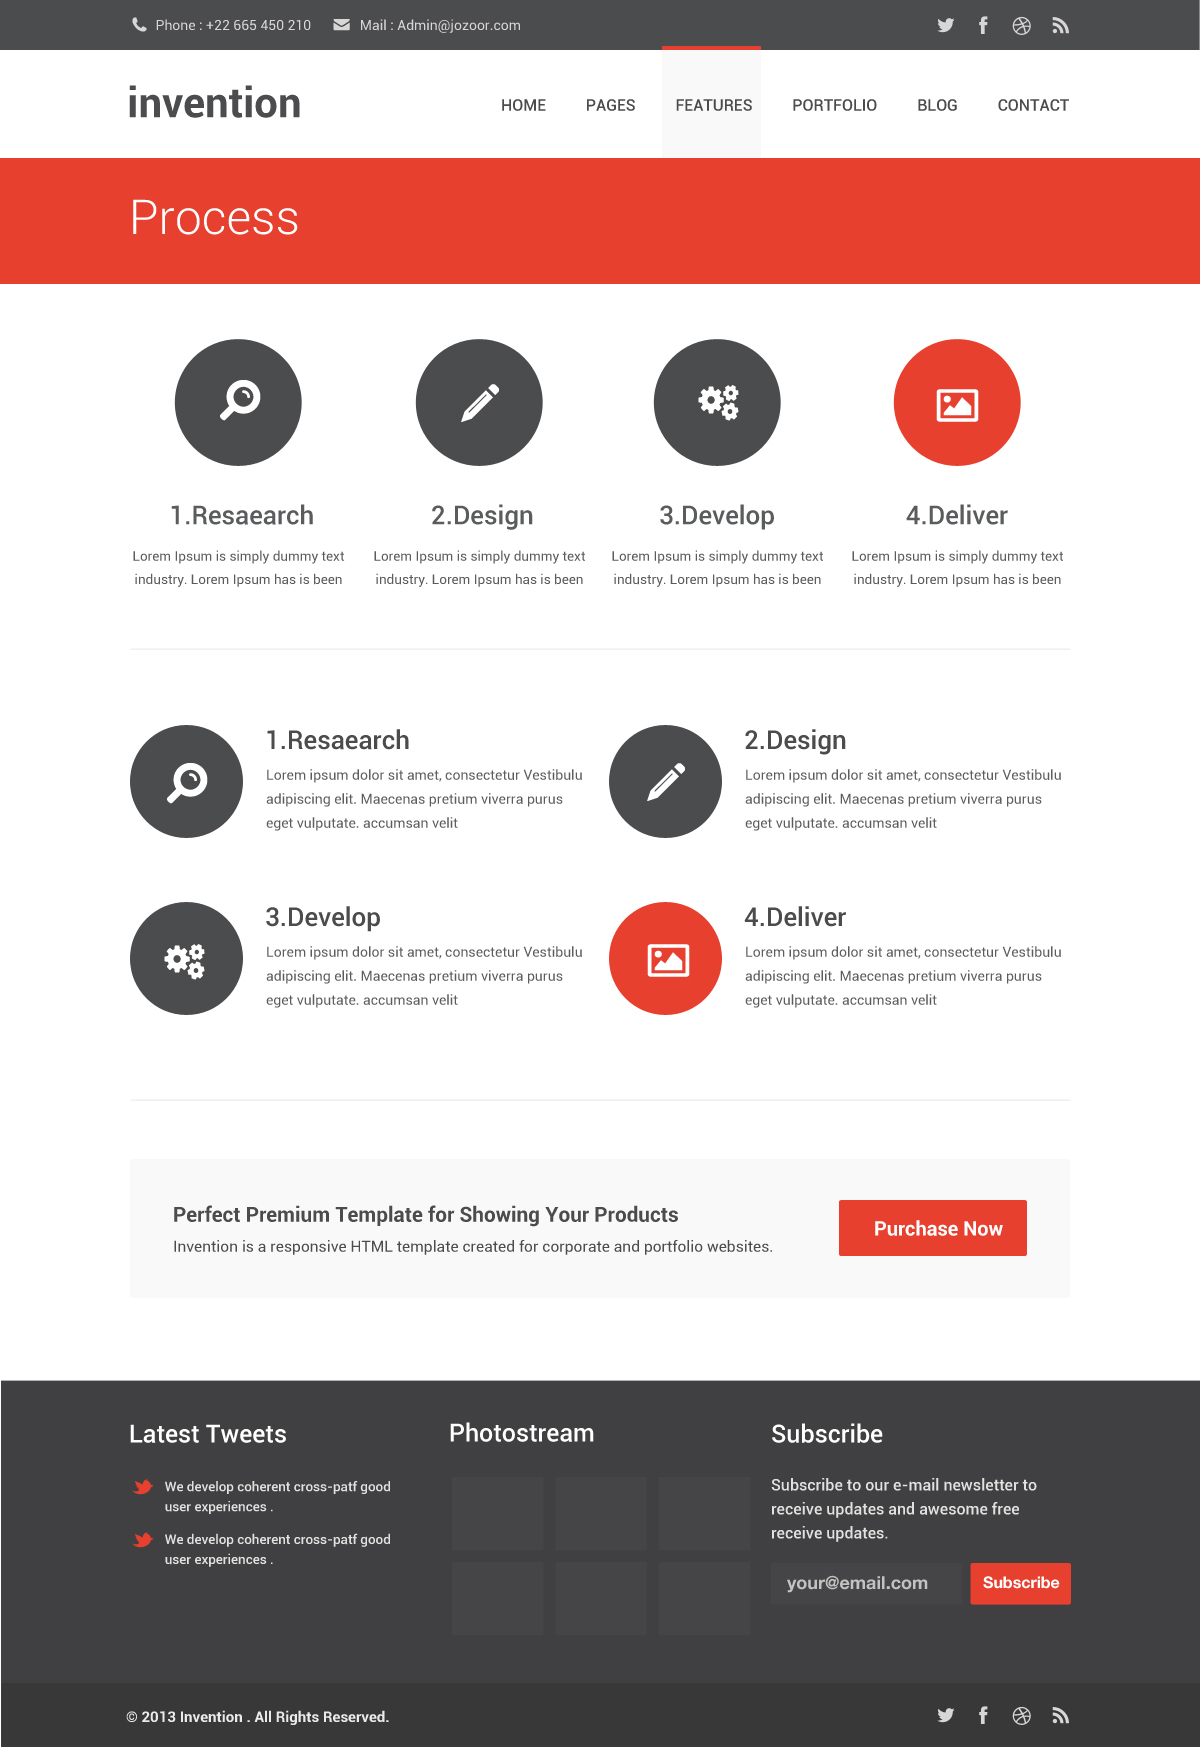 Phone : +22 665 450 210 Mail : Admin@jozoor.com
invention
HOME PAGES FEATURES PORTFOLIO BLOG CONTACT
Process
1.Resaearch
Lorem Ipsum is simply dummy text
industry. Lorem Ipsum has is been
2.Design
Lorem Ipsum is simply dummy text
industry. Lorem Ipsum has is been
3.Develop
Lorem Ipsum is simply dummy text
industry. Lorem Ipsum has is been
4.Deliver
Lorem Ipsum is simply dummy text
industry. Lorem Ipsum has is been
1.Resaearch
Lorem ipsum dolor sit amet, consectetur Vestibulu
adipiscing elit. Maecenas pretium viverra purus
eget vulputate. accumsan velit
2.Design
Lorem ipsum dolor sit amet, consectetur Vestibulu
adipiscing elit. Maecenas pretium viverra purus
eget vulputate. accumsan velit
3.Develop
Lorem ipsum dolor sit amet, consectetur Vestibulu
adipiscing elit. Maecenas pretium viverra purus
eget vulputate. accumsan velit
4.Deliver
Lorem ipsum dolor sit amet, consectetur Vestibulu
adipiscing elit. Maecenas pretium viverra purus
eget vulputate. accumsan velit
Perfect Premium Template for Showing Your Products
Invention is a responsive HTML template created for corporate and portfolio websites.
Purchase Now
Latest Tweets
We develop coherent cross-patf good
user experiences .
We develop coherent cross-patf good
user experiences .
Photostream
Subscribe
Subscribe to our e-mail newsletter to
receive updates and awesome free
receive updates.
your@email.com
Subscribe
© 2013 Invention . All Rights Reserved.